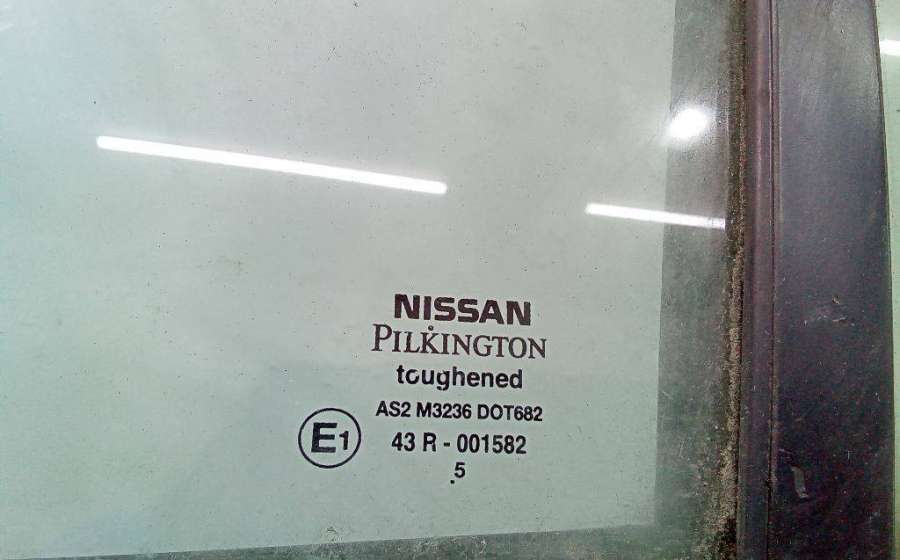 NISSAN
PILKINGTON
toughened
AS2 M3236 DOT682
E1 43 R - 001582
.5